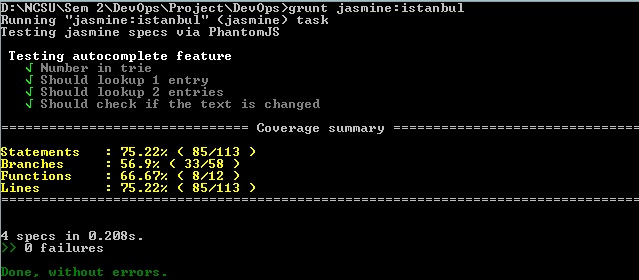 D:\NCSU\Sem 2\DevOps\Project\DevOps>grunt jasmine:istanbul
Running "jasmine:istanbul" (jasmine) task
Testing jasmine specs via PhantomJS
Testing autocomplete feature
√ Number in trie
√ Should lookup 1 entry
√ Should lookup 2 entries
√ Should check if the text is changed
============================== Coverage summary ==============================
Statements   : 75.22% ( 85/113 )
Branches     : 56.9% ( 33/58 )
Functions    : 66.67% ( 8/12 )
Lines        : 75.22% ( 85/113 )
================================================================================
4 specs in 0.208s.
>> 0 failures
Done, without errors.